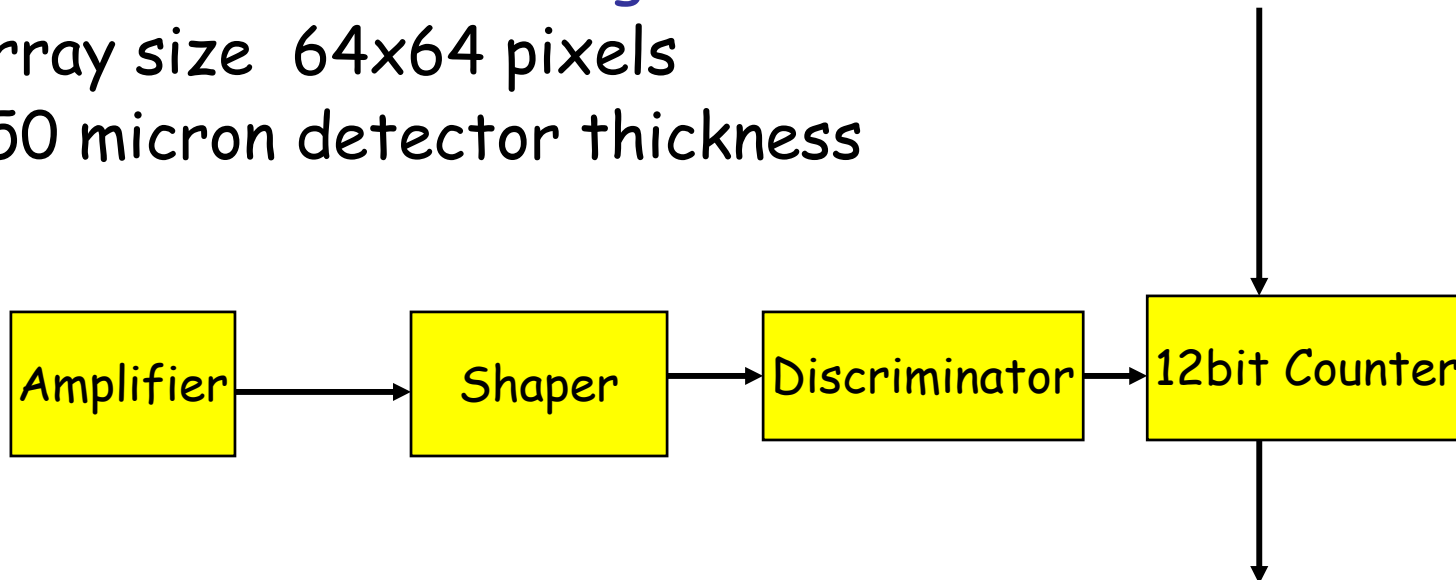 rray size 64x64 pixels
50 micron detector thickness
Amplifier
Shaper
Discriminator
12bit Counter